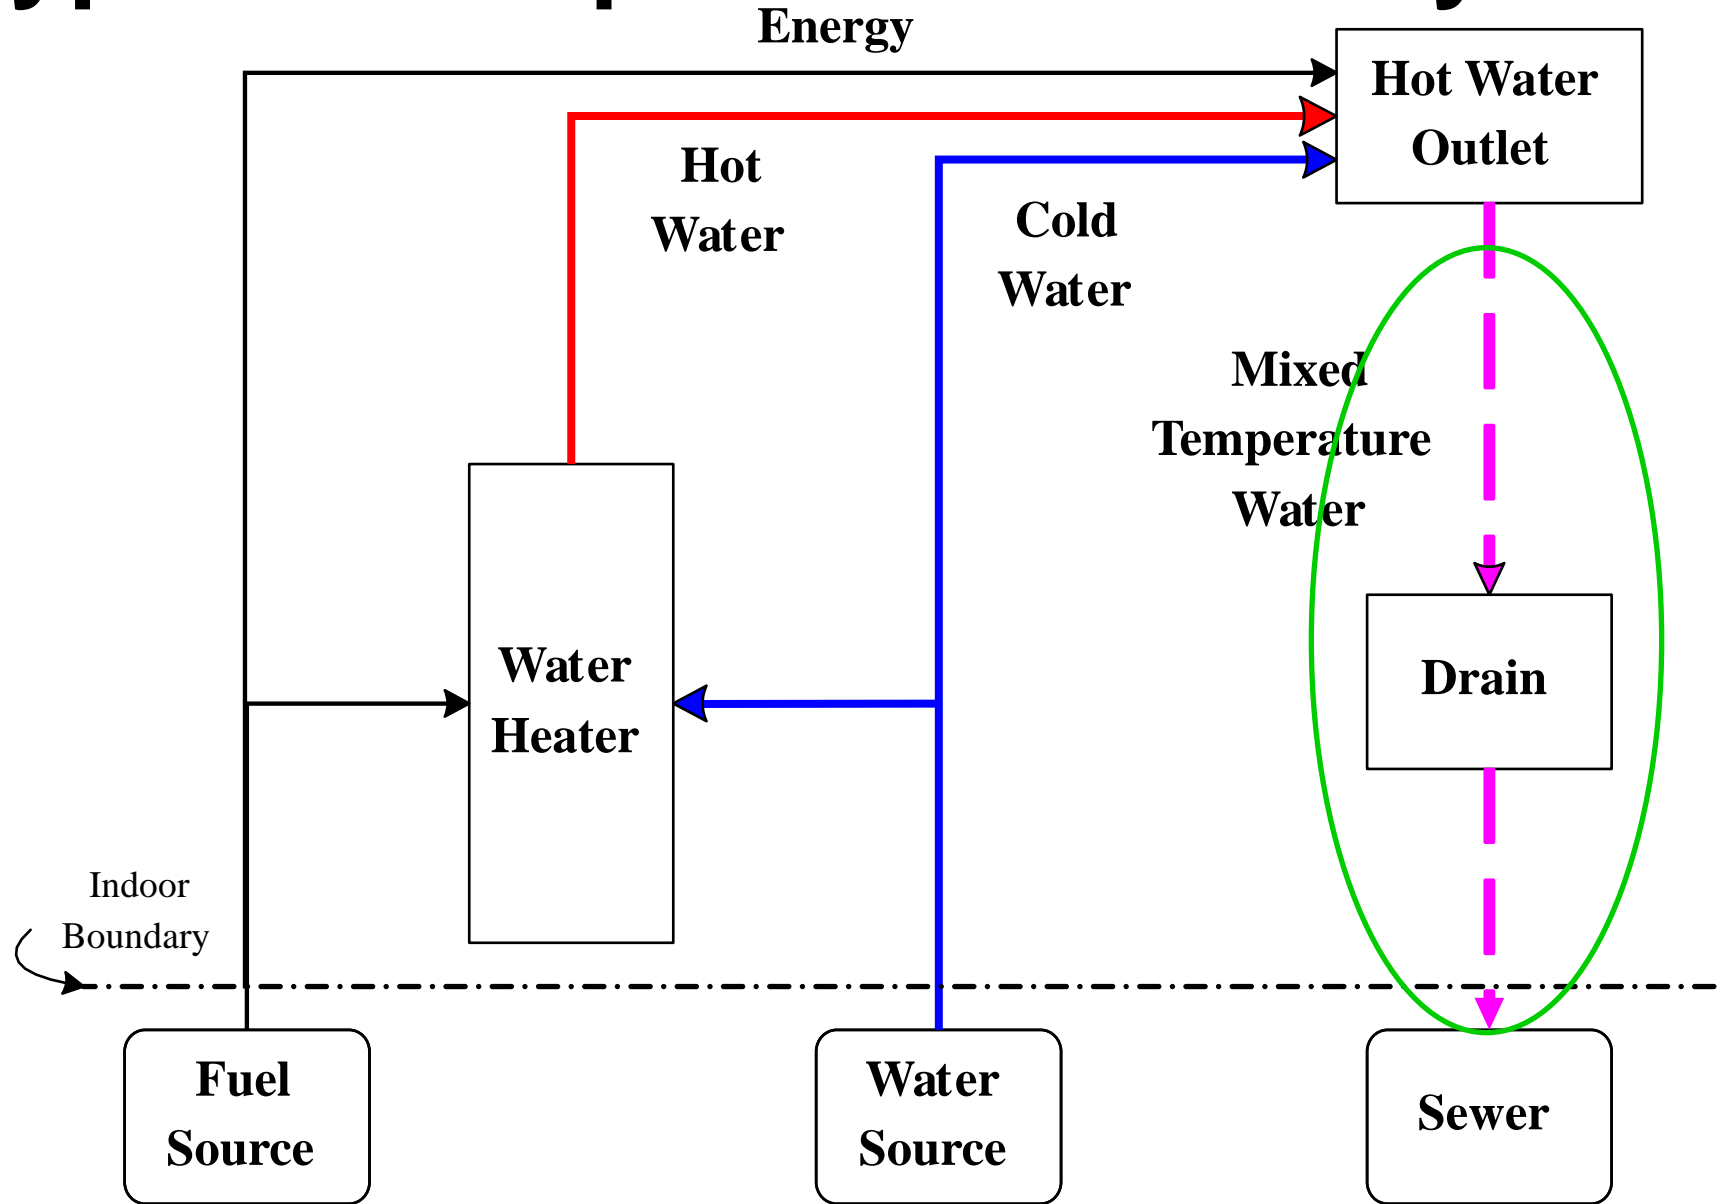 Energy
Hot Water
Outlet
Hot
Water
Cold
Water
Mixed
Temperature
Water
Water
Heater
Drain
Indoor
Boundary
Fuel
Source
Water
Source
Sewer